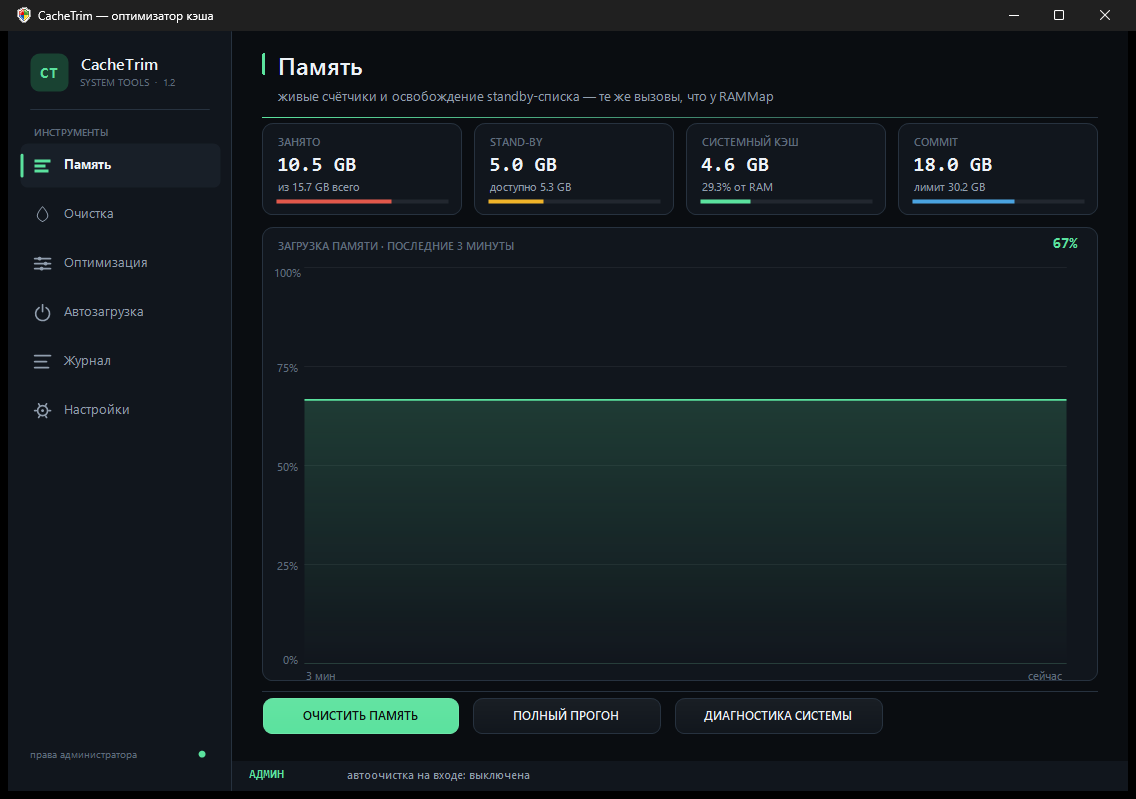 CacheTrim — оптимизатор кэша
CT
CacheTrim
SYSTEM TOOLS · 1.2
ИНСТРУМЕНТЫ
Память
Очистка
Оптимизация
Автозагрузка
Журнал
Настройки
права администратора
Память
живые счётчики и освобождение standby-списка — те же вызовы, что у RAMMap
ЗАНЯТО
10.5 GB
из 15.7 GB всего
STAND-BY
5.0 GB
доступно 5.3 GB
СИСТЕМНЫЙ КЭШ
4.6 GB
29.3% от RAM
COMMIT
18.0 GB
лимит 30.2 GB
ЗАГРУЗКА ПАМЯТИ · ПОСЛЕДНИЕ 3 МИНУТЫ
67%
100%
75%
50%
25%
0%
3 мин
сейчас
ОЧИСТИТЬ ПАМЯТЬ
ПОЛНЫЙ ПРОГОН
ДИАГНОСТИКА СИСТЕМЫ
АДМИН
автоочистка на входе: выключена